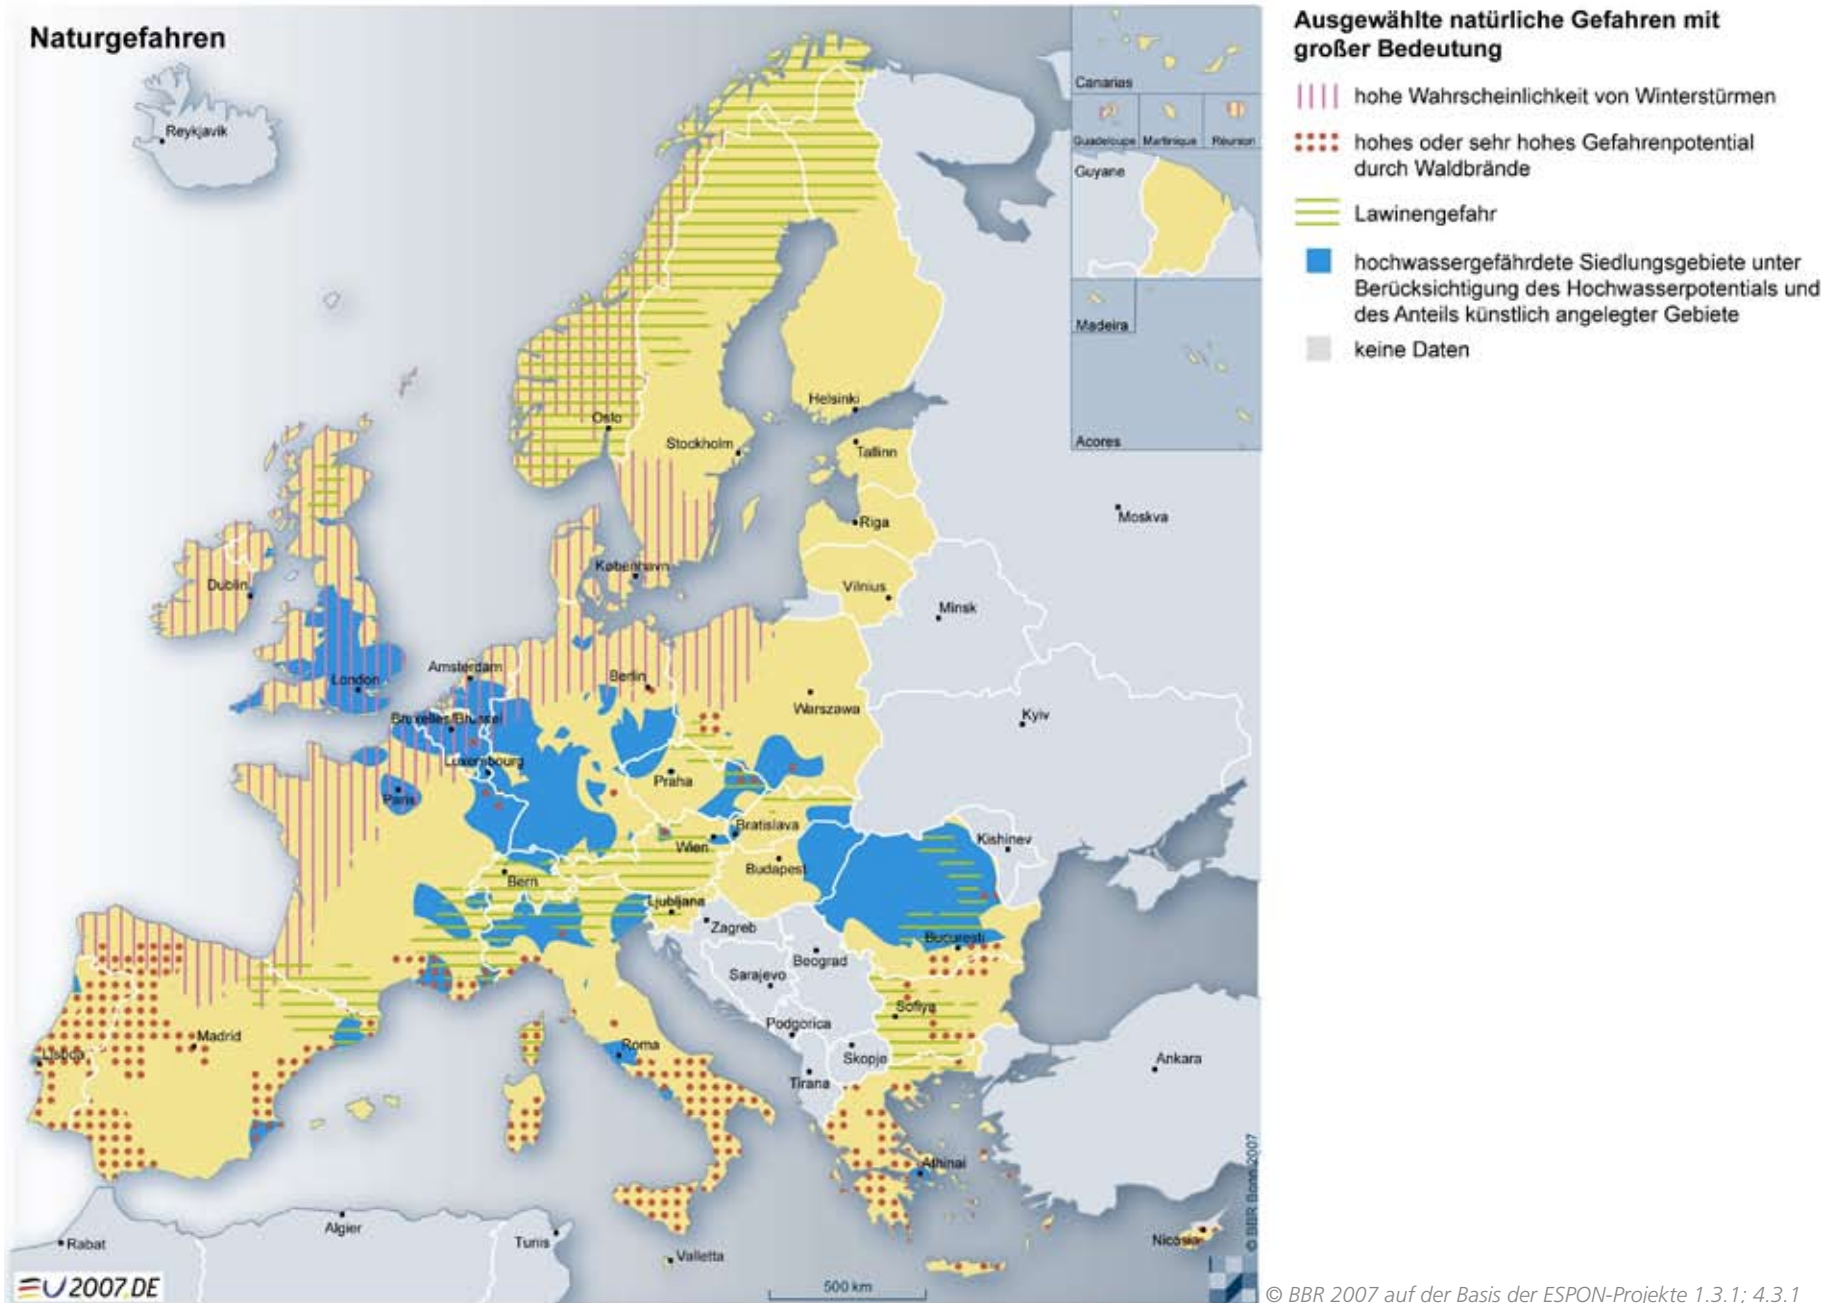 Naturgefahren
Reykjavik
Canarias
Guadeloupe
Martinique
Réunion
Guyane
Madeira
Acores
Helsinki
Oslo
Stockholm
Tallinn
Riga
Moskva
København
Dublin
Vilnius
Minsk
Amsterdam
London
Berlin
Warszawa
Bruxelles/Brussel
Kyiv
Luxembourg
Paris
Praha
Bratislava
Wien
Kishinev
Budapest
Bern
Ljubljana
Zagreb
Bucuresti
Beograd
Sarajevo
Sofiya
Podgorica
Madrid
Lisboa
Roma
Skopje
Tirana
Ankara
Athinai
Algier
Rabat
Tunis
Valletta
Nicosia
500 km
EU2007.DE
© BBR Bonn 2007
Ausgewählte natürliche Gefahren mit
großer Bedeutung
hohe Wahrscheinlichkeit von Winterstürmen
hohes oder sehr hohes Gefahrenpotential
durch Waldbrände
Lawinengefahr
hochwassergefährdete Siedlungsgebiete unter
Berücksichtigung des Hochwasserpotentials und
des Anteils künstlich angelegter Gebiete
keine Daten
© BBR 2007 auf der Basis der ESPON-Projekte 1.3.1; 4.3.1